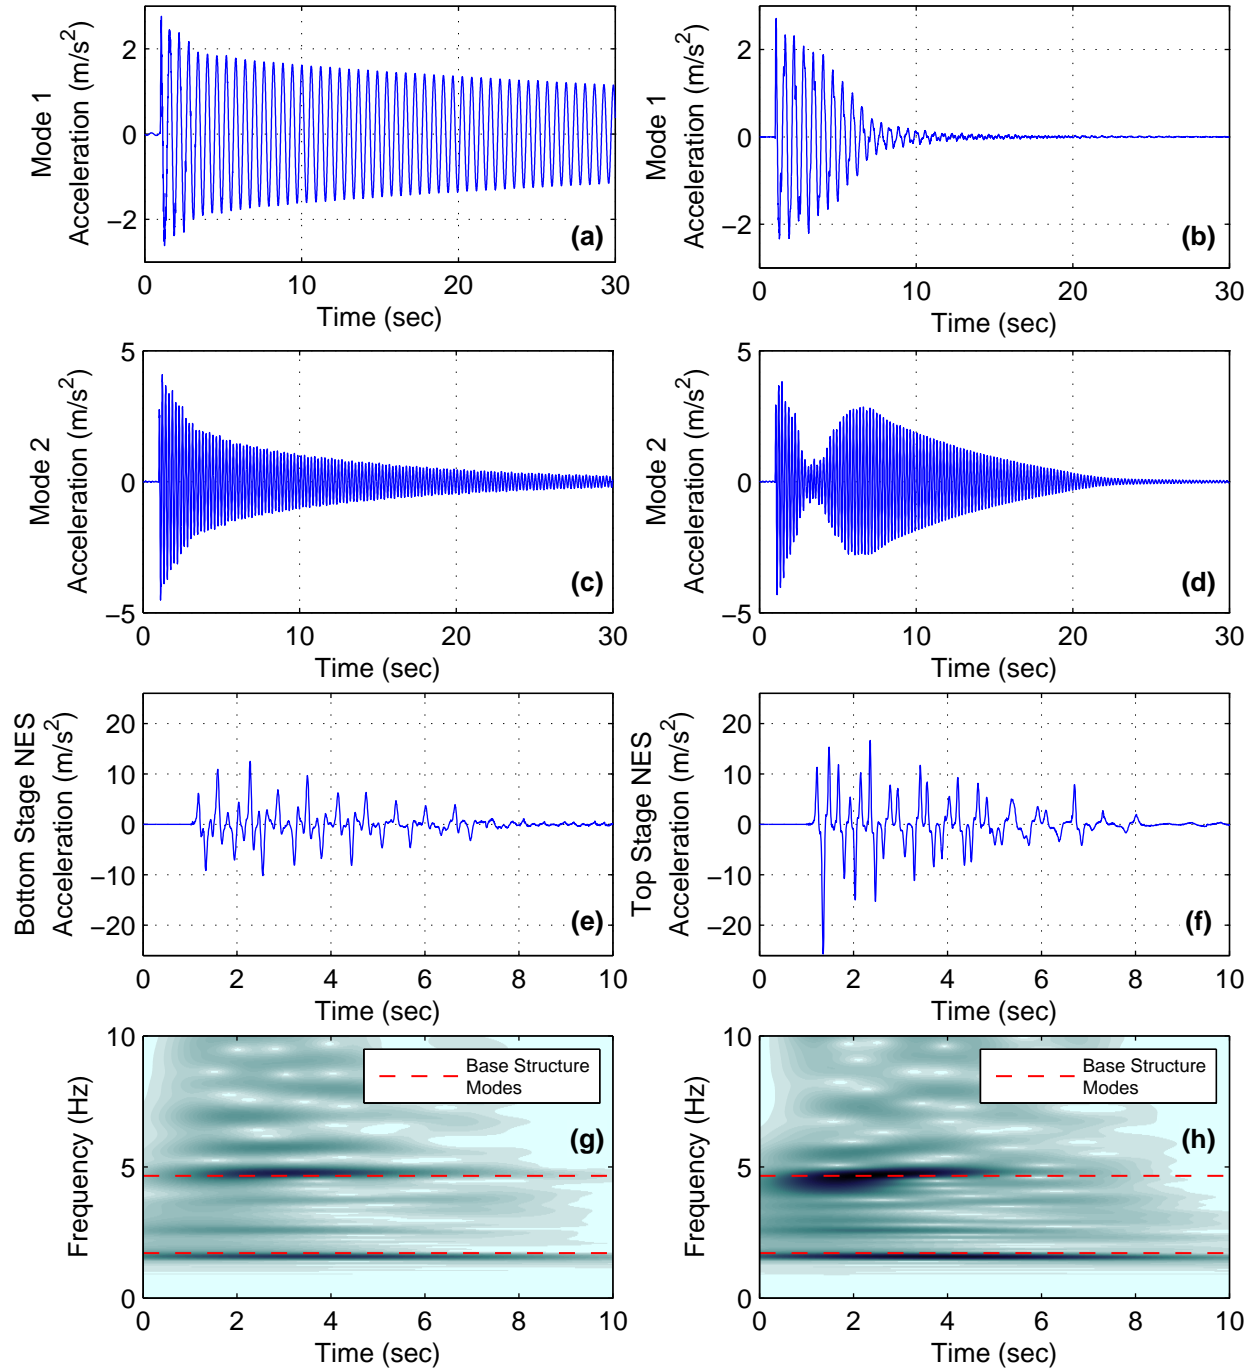 Mode 1
Acceleration (m/s²)
2
0
−2
0
10
20
30
Time (sec)
(a)
Mode 1
Acceleration (m/s²)
2
0
−2
0
10
20
30
Time (sec)
(b)
Mode 2
Acceleration (m/s²)
5
0
−5
0
10
20
30
Time (sec)
(c)
Mode 2
Acceleration (m/s²)
5
0
−5
0
10
20
30
Time (sec)
(d)
Bottom Stage NES
Acceleration (m/s²)
20
10
0
−10
−20
0
2
4
6
8
10
Time (sec)
(e)
Top Stage NES
Acceleration (m/s²)
20
10
0
−10
−20
0
2
4
6
8
10
Time (sec)
(f)
Frequency (Hz)
10
5
0
0
2
4
6
8
10
Time (sec)
Base Structure
Modes
(g)
Frequency (Hz)
10
5
0
0
2
4
6
8
10
Time (sec)
Base Structure
Modes
(h)